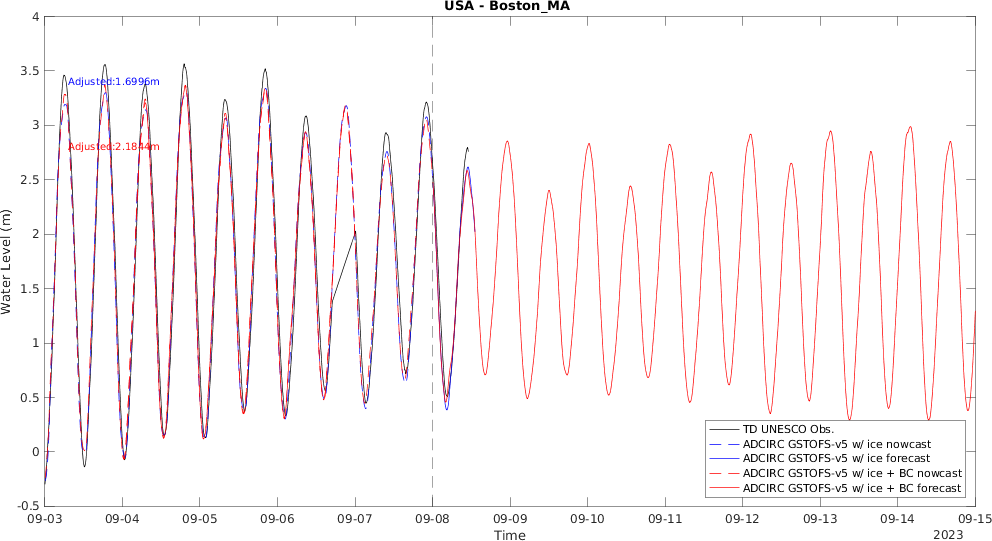 USA - Boston_MA
4
3.5
3
2.5
2
1.5
1
0.5
0
-0.5
Water Level (m)
Adjusted:1.6996m
Adjusted:2.1844m
TD UNESCO Obs.
ADCIRC GSTOFS-v5 w/ ice nowcast
ADCIRC GSTOFS-v5 w/ ice forecast
ADCIRC GSTOFS-v5 w/ ice + BC nowcast
ADCIRC GSTOFS-v5 w/ ice + BC forecast
09-03 09-04 09-05 09-06 09-07 09-08 09-09 09-10 09-11 09-12 09-13 09-14 09-15
Time
2023